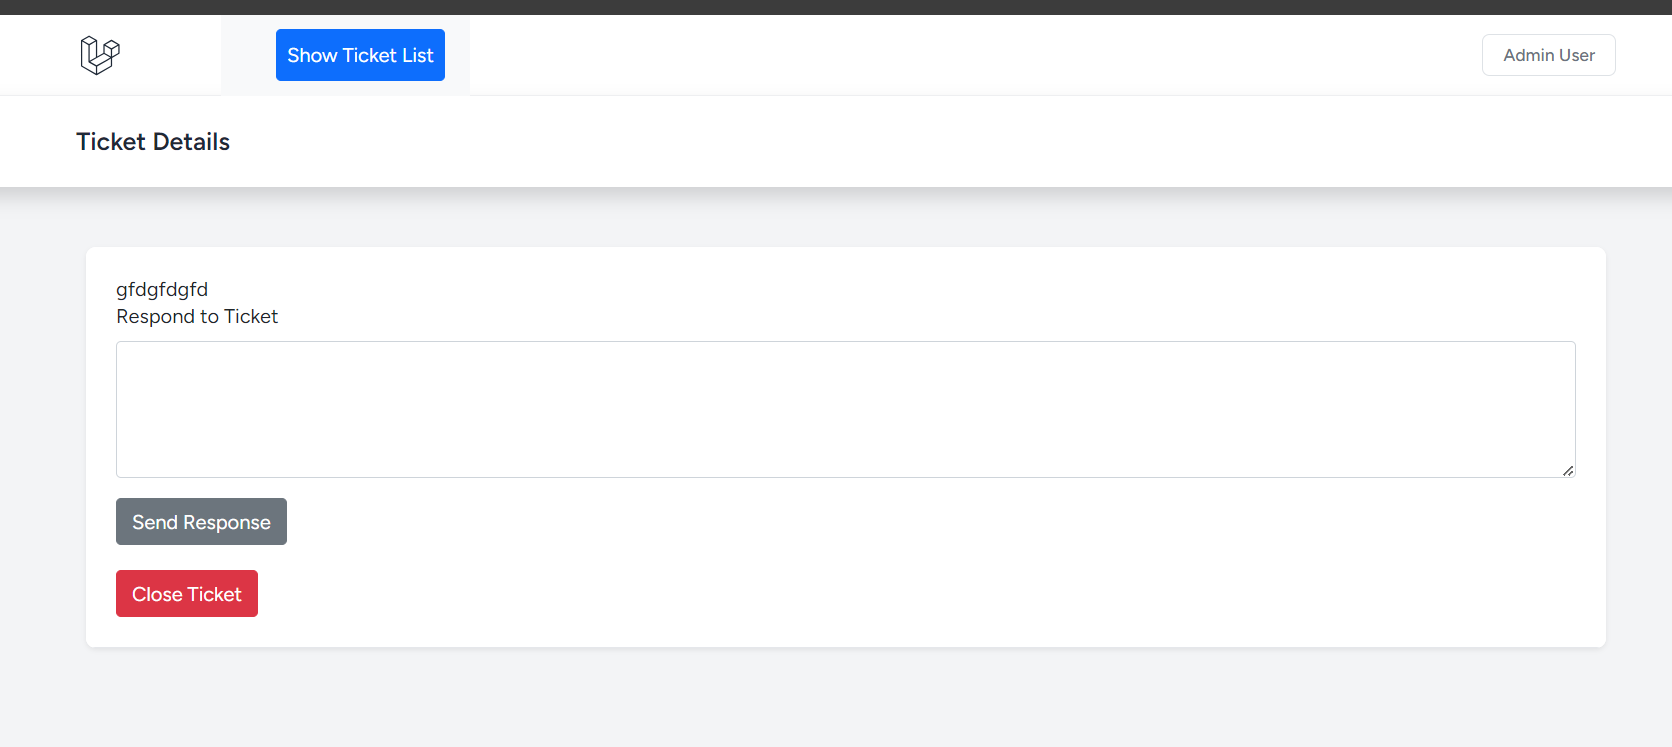 Show Ticket List
Admin User
Ticket Details
gfdgfdgfd
Respond to Ticket
Send Response
Close Ticket